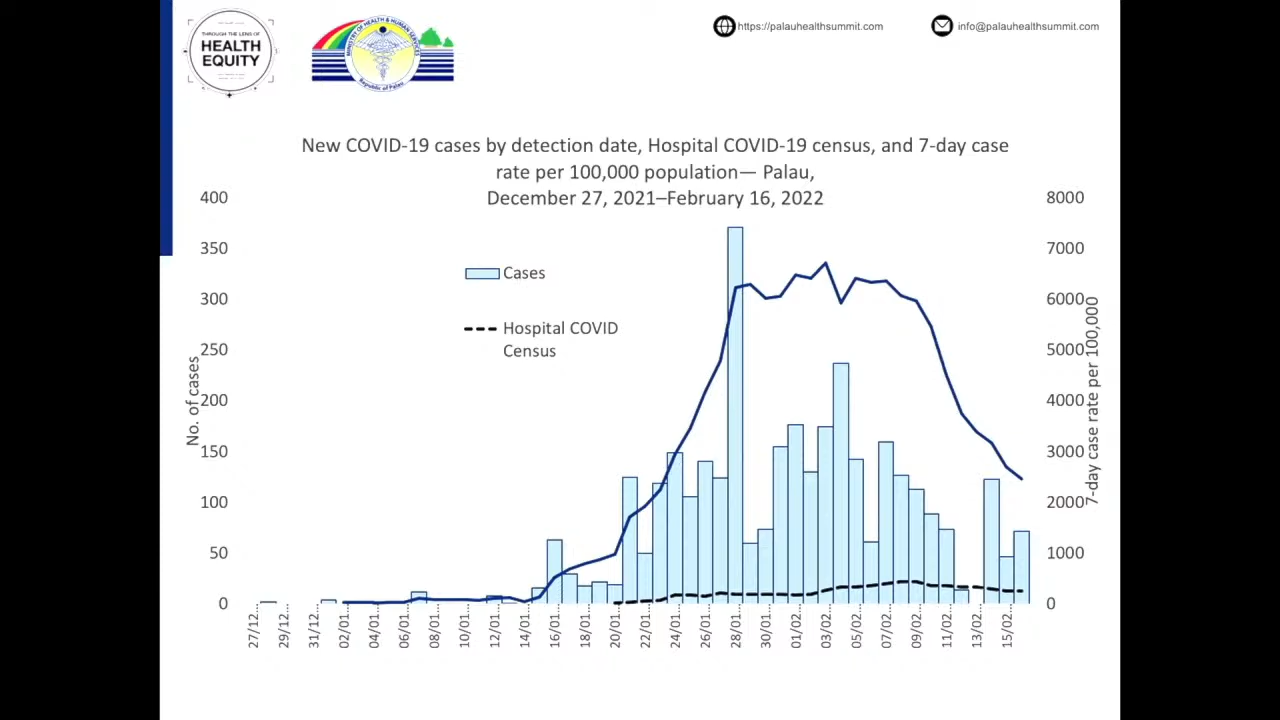 THROUGH THE LENS OF
HEALTH
EQUITY
MINISTRY OF HEALTH & HUMAN SERVICES
Republic of Palau
https://palauhealthsummit.com
info@palauhealthsummit.com
New COVID-19 cases by detection date, Hospital COVID-19 census, and 7-day case
rate per 100,000 population— Palau,
December 27, 2021–February 16, 2022
400
350
300
250
200
150
100
50
0
No. of cases
Cases
Hospital COVID
Census
8000
7000
6000
5000
4000
3000
2000
1000
0
7-day case rate per 100,000
27/12
29/12
31/12
02/01
04/01
06/01
08/01
10/01
12/01
14/01
16/01
18/01
20/01
22/01
24/01
26/01
28/01
30/01
01/02
03/02
05/02
07/02
09/02
11/02
13/02
15/02